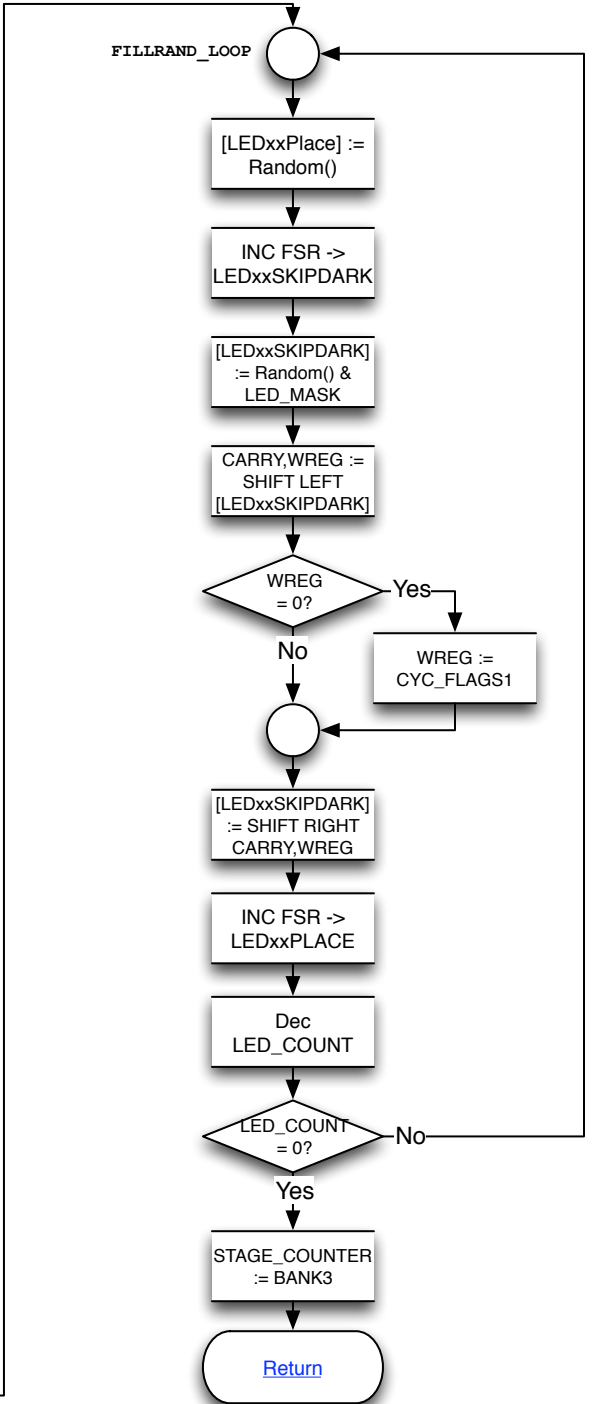 FILLRAND_LOOP
[LEDxxPlace] :=
Random()
INC FSR ->
LEDxxSKIPDARK
[LEDxxSKIPDARK]
:= Random() &
LED_MASK
CARRY,WREG :=
SHIFT LEFT
[LEDxxSKIPDARK]
WREG
= 0?
Yes
No
WREG :=
CYC_FLAGS1
[LEDxxSKIPDARK]
:= SHIFT RIGHT
CARRY,WREG
INC FSR ->
LEDxxPLACE
Dec
LED_COUNT
LED_COUNT
= 0?
No
Yes
STAGE_COUNTER
:= BANK3
Return